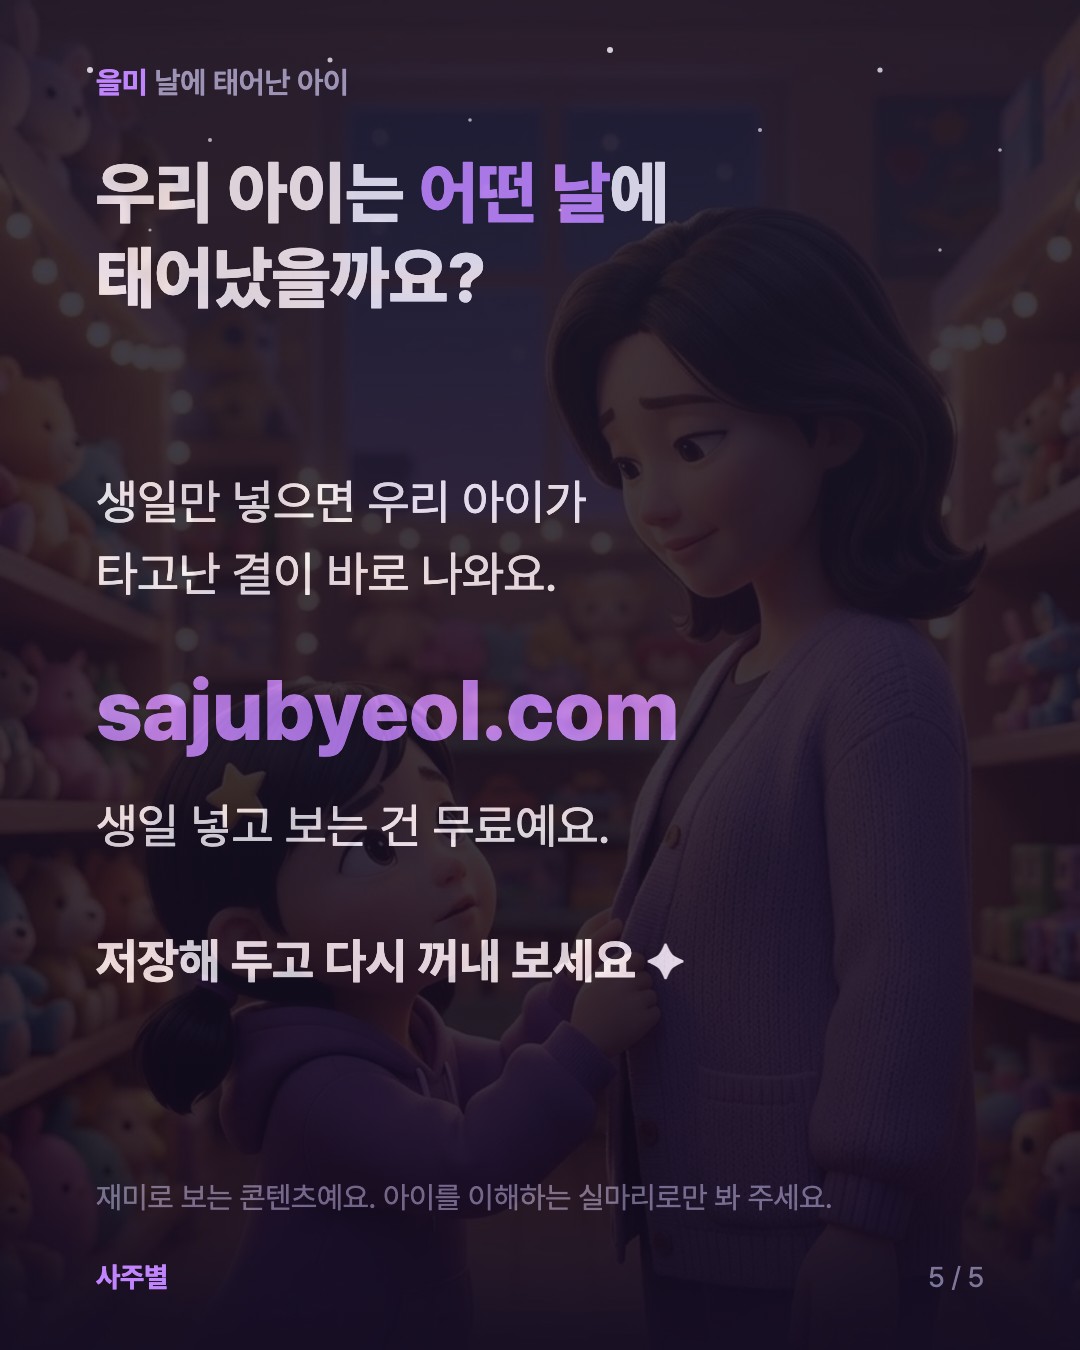 을미 날에 태어난 아이
우리 아이는 어떤 날에
태어났을까요?
생일만 넣으면 우리 아이가
타고난 결이 바로 나와요.
sajubyeol.com
생일 넣고 보는 건 무료예요.
저장해 두고 다시 꺼내 보세요 ✦
재미로 보는 콘텐츠예요. 아이를 이해하는 실마리로만 봐 주세요.
사주별
5 / 5